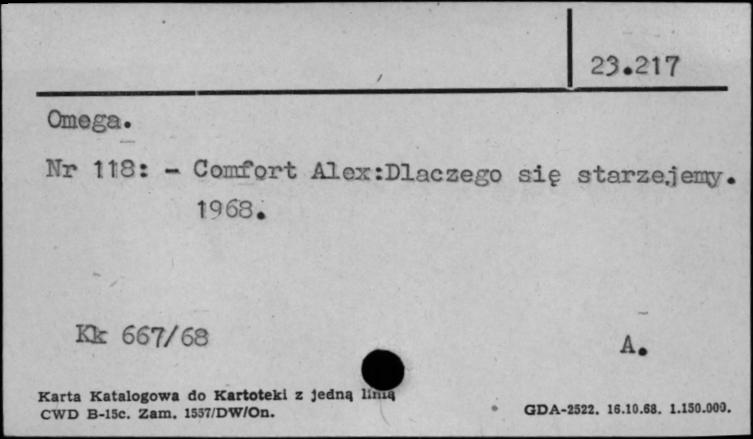 23.217
Omega.
Nr 118: - Comfort Alex:Dlaczego się starzejemy.
1968.
Kk 667/68
A.
Karta Katalogowa do Kartoteki z jedną linią
CWD B-15c. Zam. 1557/DW/On.
GDA-2522. 16.10.68. 1.150.000.